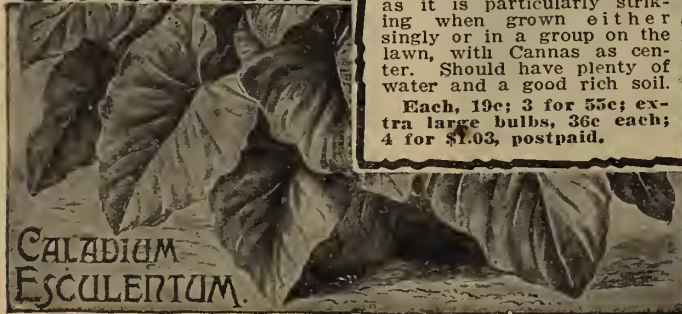 as it is particularly strik-
ing when grown either
singly or in a group on the
lawn, with Cannas as cen-
ter. Should have plenty of
water and a good rich soil.
Each, 19c; 3 for 55c; ex-
tra large bulbs, 36c each;
4 for $1.03, postpaid.
CALADIUM
ESCULENTUM.